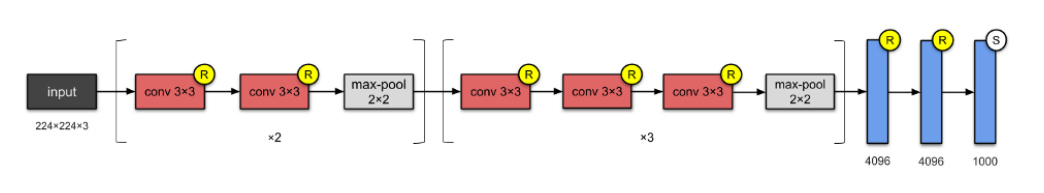 input
224×224×3
conv 3×3
R
conv 3×3
R
max-pool
2×2
×2
conv 3×3
R
conv 3×3
R
conv 3×3
R
max-pool
2×2
×3
R
4096
R
4096
S
1000